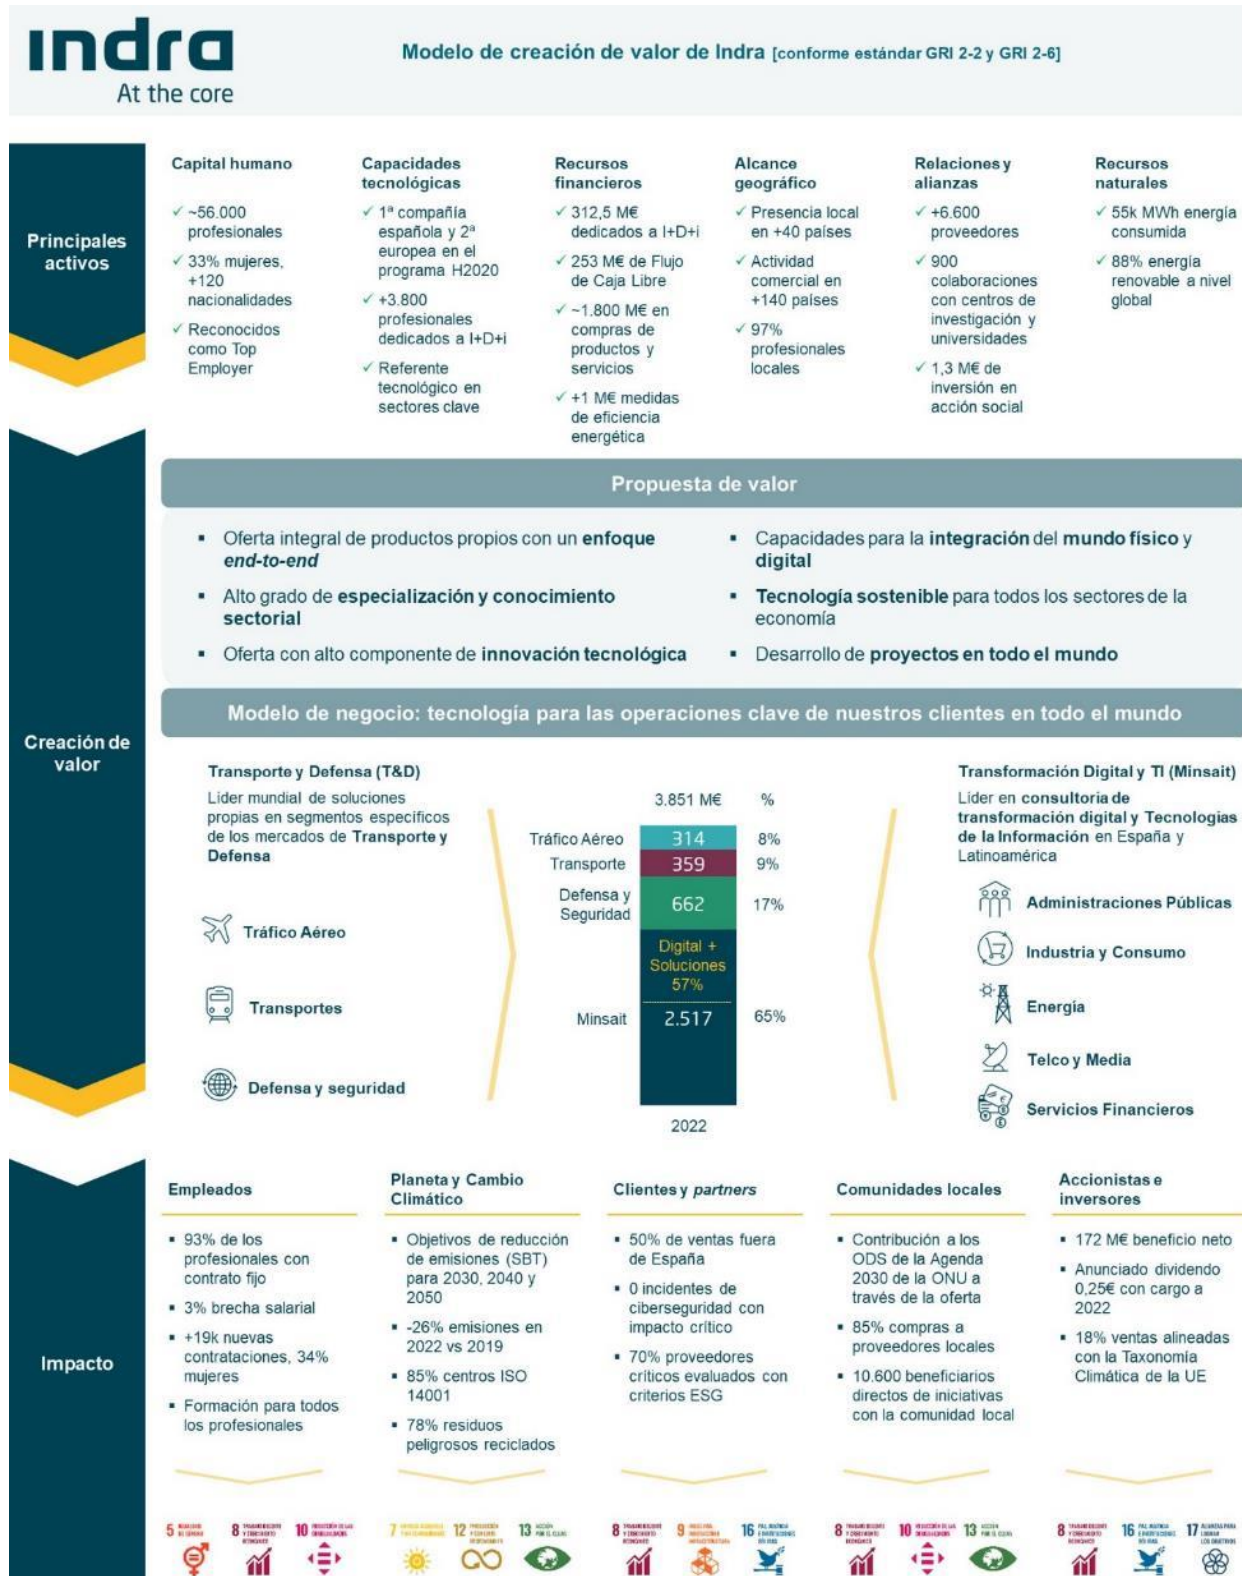 indra
At the core
Modelo de creación de valor de Indra [conforme estándar GRI 2-2 y GRI 2-6]
Principales
activos
Capital humano
✓ ~56.000
profesionales
✓ 33% mujeres,
+120
nacionalidades
✓ Reconocidos
como Top
Employer
Capacidades
tecnológicas
✓ 1ª compañía
española y 2ª
europea en el
programa H2020
✓ +3.800
profesionales
dedicados a I+D+i
✓ Referente
tecnológico en
sectores clave
Recursos
financieros
✓ 312,5 M€
dedicados a I+D+i
✓ 253 M€ de Flujo
de Caja Libre
✓ ~1.800 M€ en
compras de
productos y
servicios
✓ +1 M€ medidas
de eficiencia
energética
Alcance
geográfico
✓ Presencia local
en +40 países
✓ Actividad
comercial en
+140 países
✓ 97%
profesionales
locales
Relaciones y
alianzas
✓ +6.600
proveedores
✓ 900
colaboraciones
con centros de
investigación y
universidades
✓ 1,3 M€ de
inversión en
acción social
Recursos
naturales
✓ 55k MWh energía
consumida
✓ 88% energía
renovable a nivel
global
Creación de
valor
Propuesta de valor
▪ Oferta integral de productos propios con un enfoque
end-to-end
▪ Alto grado de especialización y conocimiento
sectorial
▪ Oferta con alto componente de innovación tecnológica
▪ Capacidades para la integración del mundo físico y
digital
▪ Tecnología sostenible para todos los sectores de la
economía
▪ Desarrollo de proyectos en todo el mundo
Modelo de negocio: tecnología para las operaciones clave de nuestros clientes en todo el mundo
Transporte y Defensa (T&D)
Líder mundial de soluciones
propias en segmentos específicos
de los mercados de Transporte y
Defensa
Tráfico Aéreo
Transportes
Defensa y seguridad
3.851 M€ %
Tráfico Aéreo 314 8%
Transporte 359 9%
Defensa y
Seguridad 662 17%
Digital +
Soluciones
57%
Minsait 2.517 65%
2022
Transformación Digital y TI (Minsait)
Líder en consultoría de
transformación digital y Tecnologías
de la Información en España y
Latinoamérica
Administraciones Públicas
Industria y Consumo
Energía
Telco y Media
Servicios Financieros
Impacto
Empleados
▪ 93% de los
profesionales con
contrato fijo
▪ 3% brecha salarial
▪ +19k nuevas
contrataciones, 34%
mujeres
▪ Formación para todos
los profesionales
Planeta y Cambio
Climático
▪ Objetivos de reducción
de emisiones (SBT)
para 2030, 2040 y
2050
▪ -26% emisiones en
2022 vs 2019
▪ 85% centros ISO
14001
▪ 78% residuos
peligrosos reciclados
Clientes y partners
▪ 50% de ventas fuera
de España
▪ 0 incidentes de
ciberseguridad con
impacto crítico
▪ 70% proveedores
críticos evaluados con
criterios ESG
Comunidades locales
▪ Contribución a los
ODS de la Agenda
2030 de la ONU a
través de la oferta
▪ 85% compras a
proveedores locales
▪ 10.600 beneficiarios
directos de iniciativas
con la comunidad local
Accionistas e
inversores
▪ 172 M€ beneficio neto
▪ Anunciado dividendo
0,25€ con cargo a
2022
▪ 18% ventas alineadas
con la Taxonomía
Climática de la UE
5 8 10
7 12 13
8 9 16
8 10 13
8 16 17